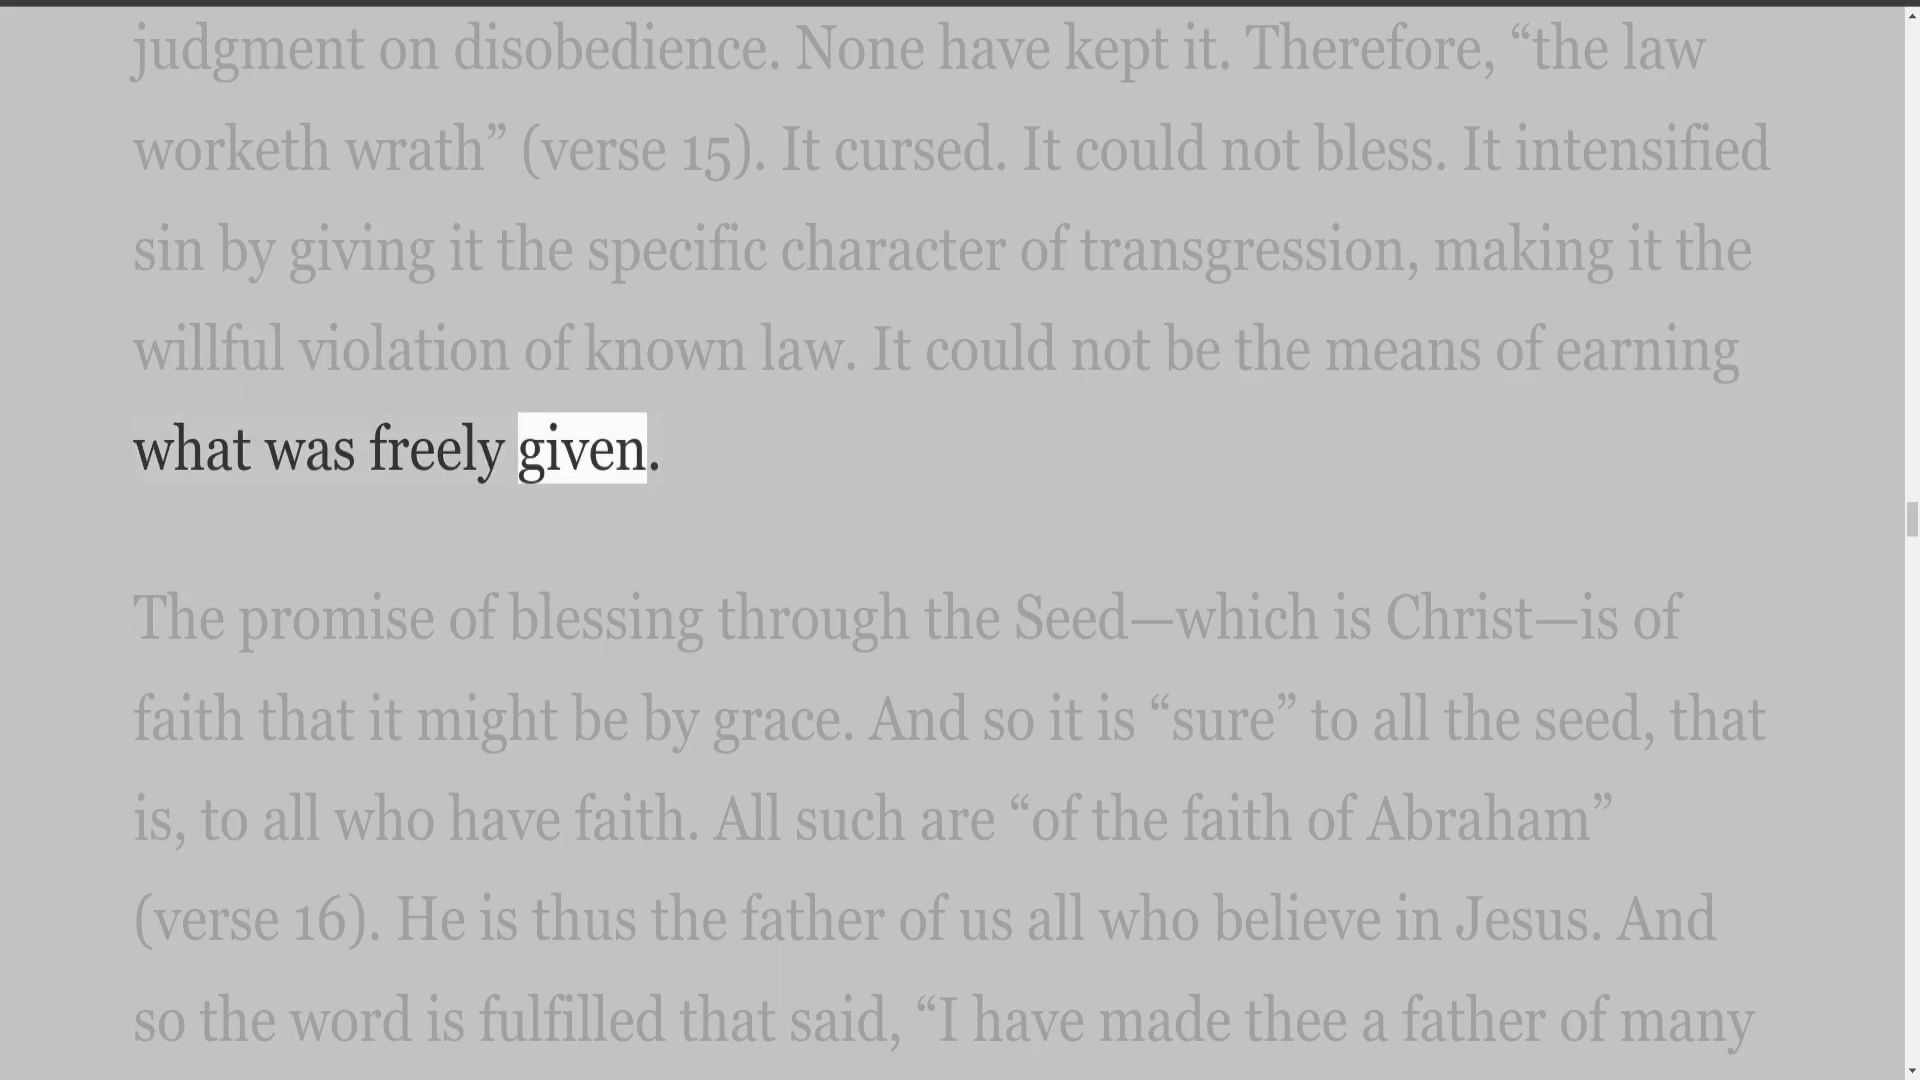 judgment on disobedience. None have kept it. Therefore, “the law
worketh wrath” (verse 15). It cursed. It could not bless. It intensified
sin by giving it the specific character of transgression, making it the
willful violation of known law. It could not be the means of earning
what was freely given.
The promise of blessing through the Seed—which is Christ—is of
faith that it might be by grace. And so it is “sure” to all the seed, that
is, to all who have faith. All such are “of the faith of Abraham”
(verse 16). He is thus the father of us all who believe in Jesus. And
so the word is fulfilled that said, “I have made thee a father of many